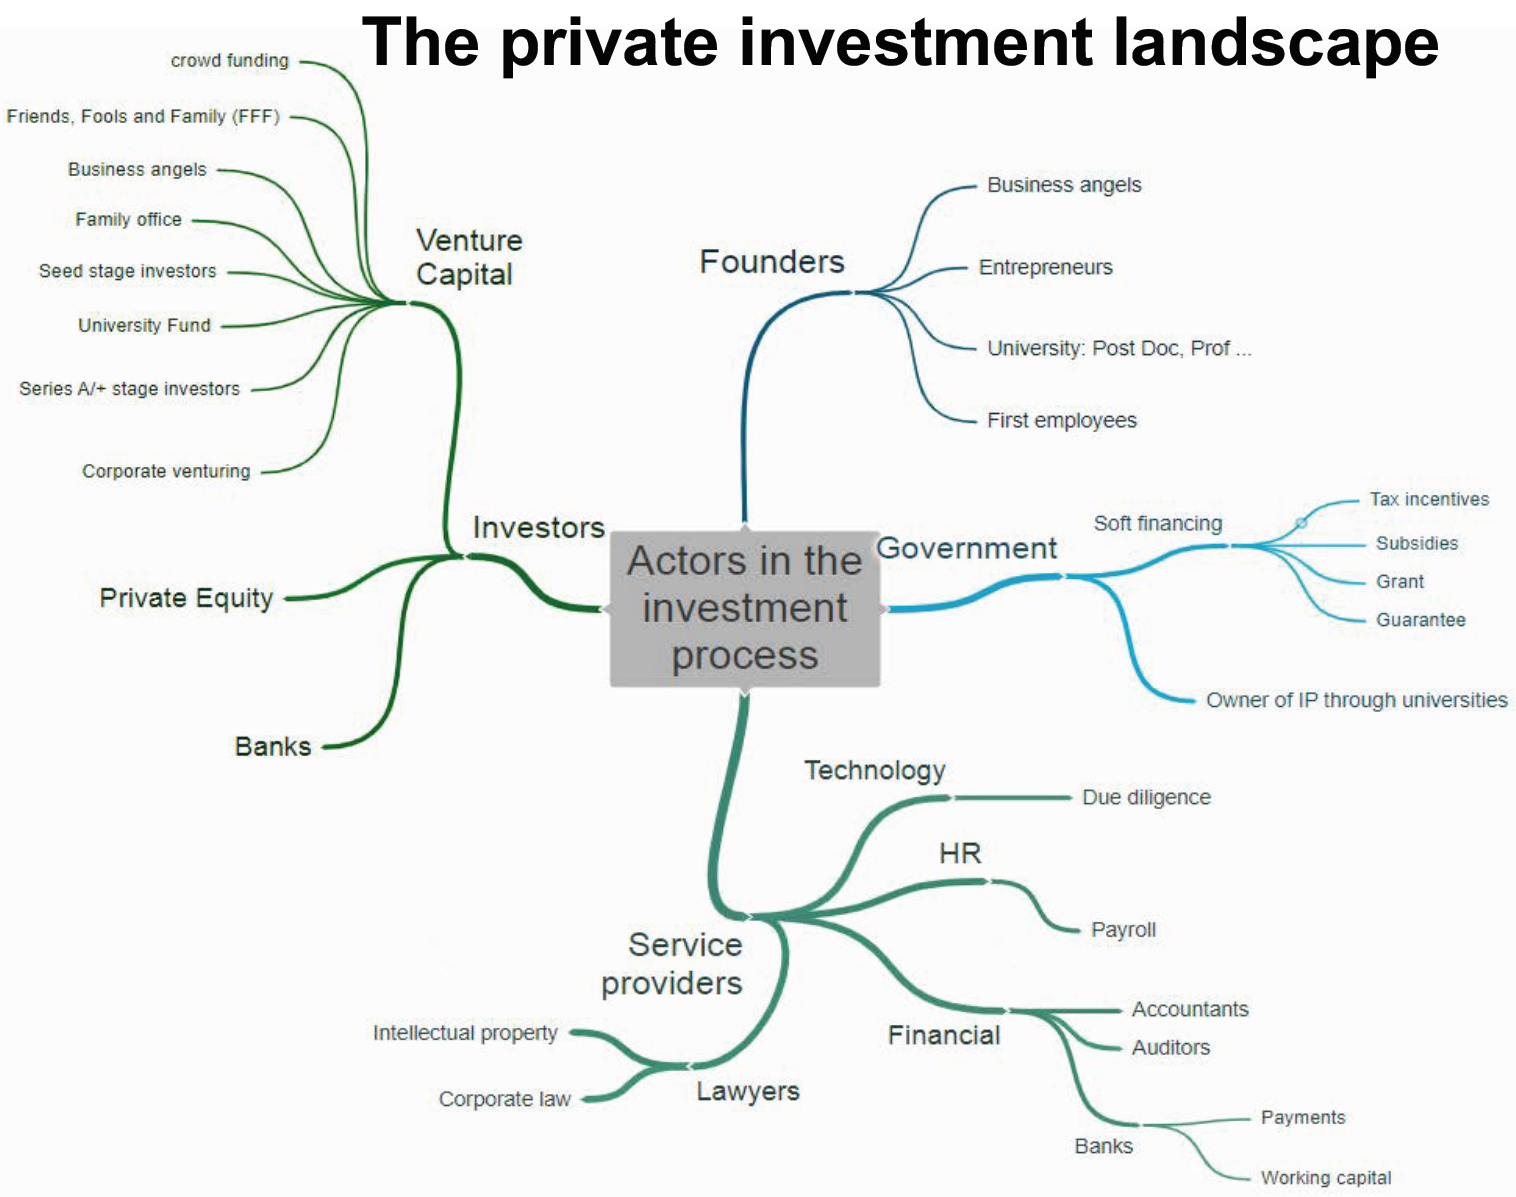 The private investment landscape
crowd funding
Friends, Fools and Family (FFF)
Business angels
Family office
Seed stage investors
University Fund
Series A/+ stage investors
Corporate venturing
Venture
Capital
Investors
Private Equity
Banks
Founders
Business angels
Entrepreneurs
University: Post Doc, Prof ...
First employees
Actors in the
investment
process
Government
Soft financing
Tax incentives
Subsidies
Grant
Guarantee
Owner of IP through universities
Technology
Due diligence
HR
Payroll
Service
providers
Financial
Accountants
Auditors
Banks
Payments
Working capital
Lawyers
Intellectual property
Corporate law